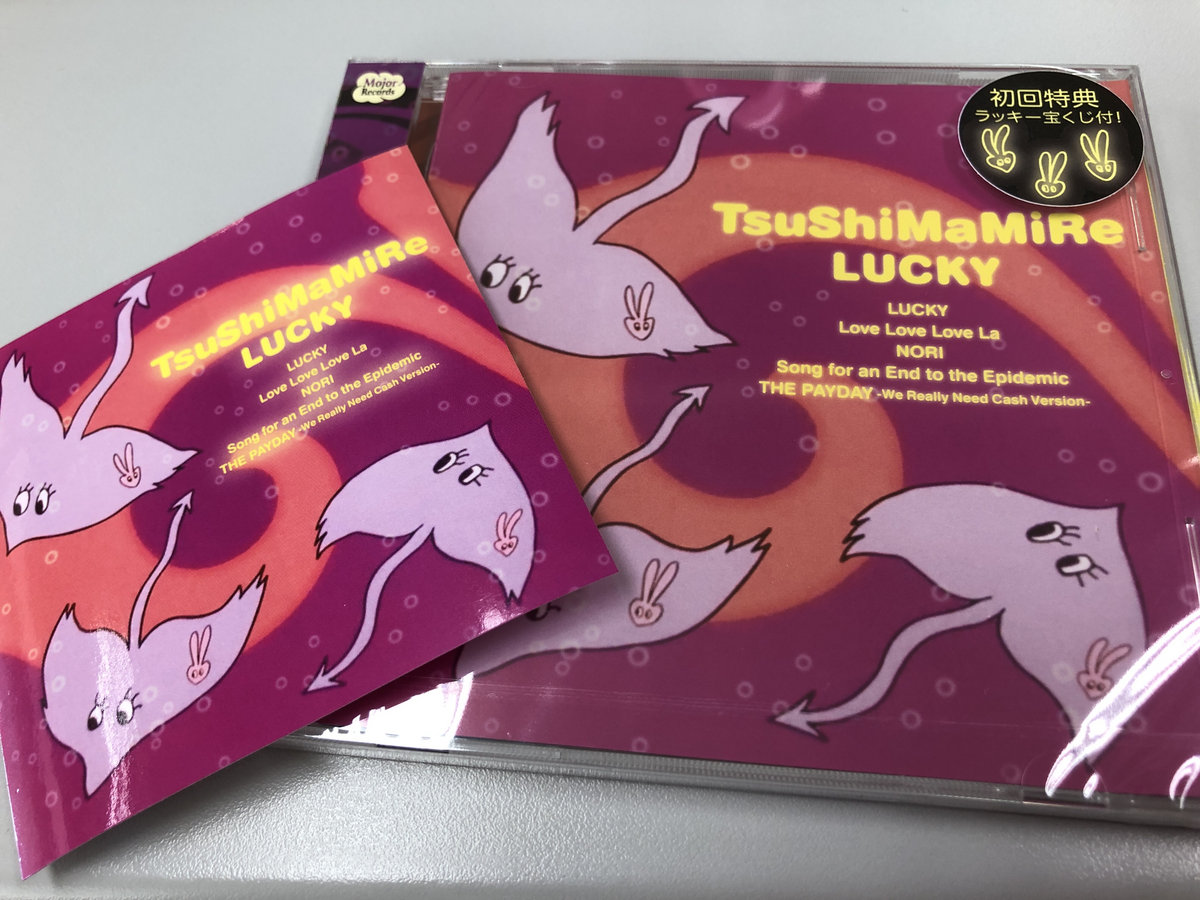 Major
Records
初回特典
ラッキー宝くじ付!
TsuShiMaMiRe
LUCKY
LUCKY
Love Love Love La
NORI
Song for an End to the Epidemic
THE PAYDAY -We Really Need Cash Version-
TsuShiMaMiRe
LUCKY
LUCKY
Love Love Love La
NORI
Song for an End to the Epidemic
THE PAYDAY -We Really Need Cash Version-